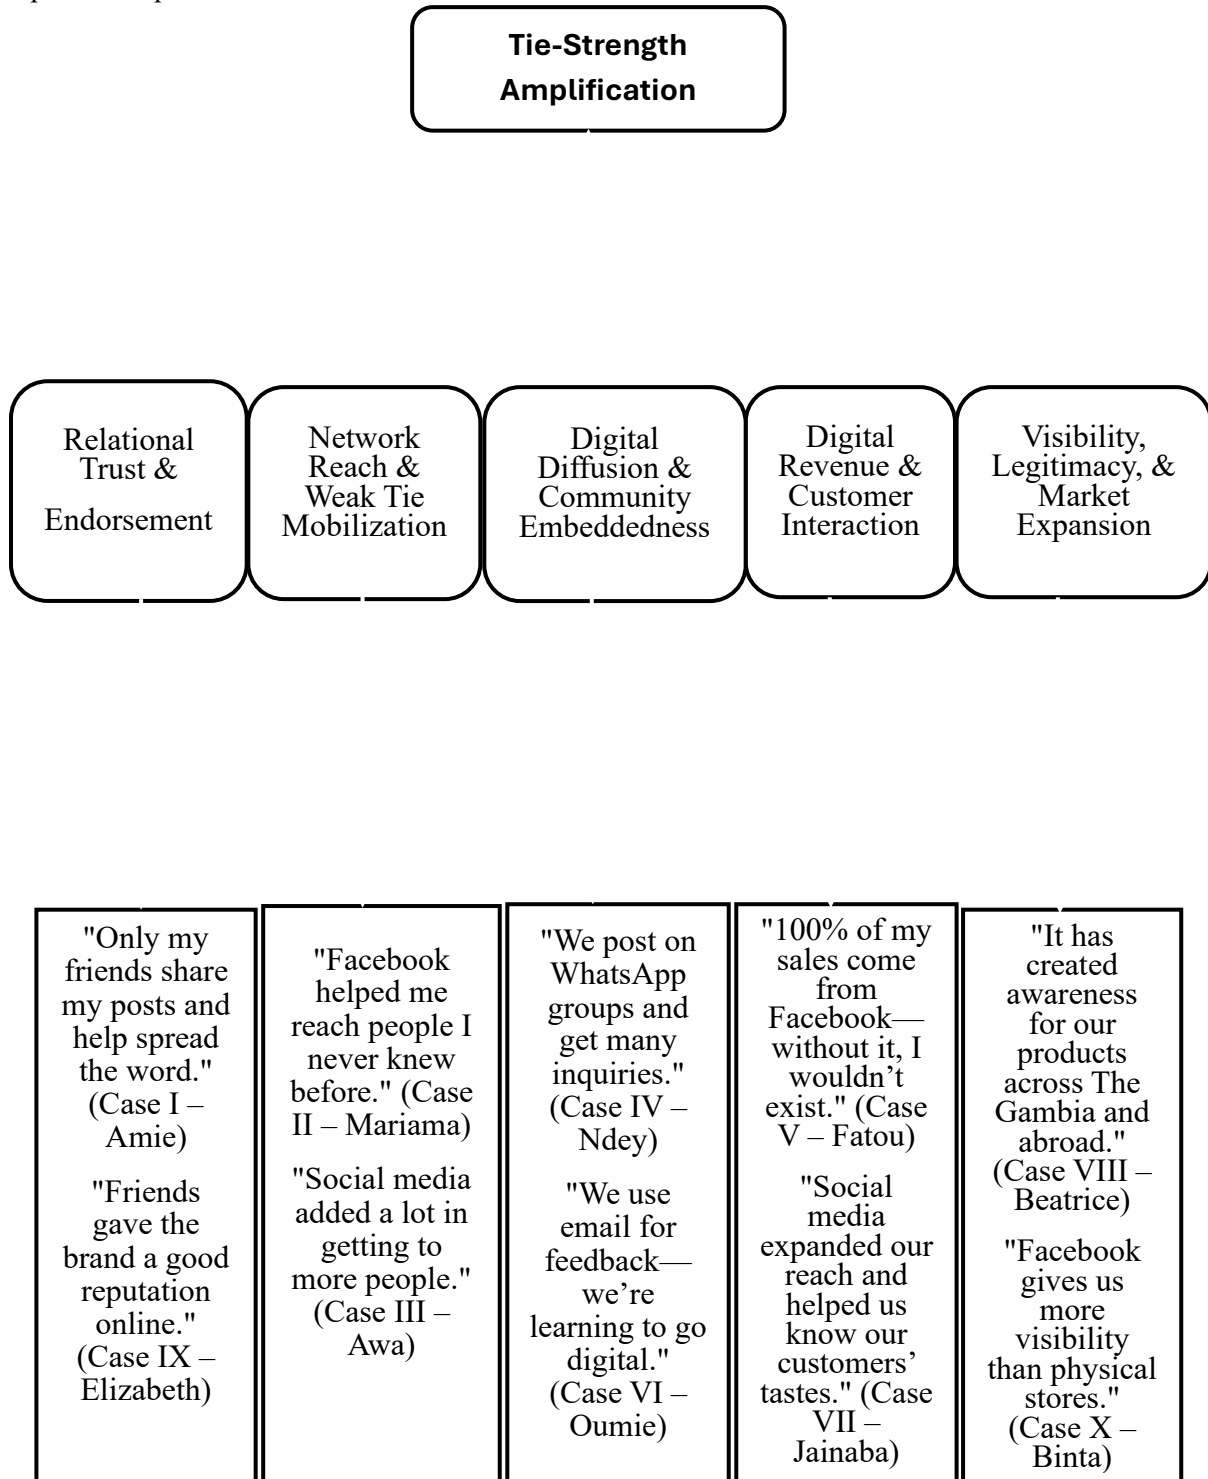 Tie-Strength
Amplification
Relational
Trust &
Endorsement
Network
Reach &
Weak Tie
Mobilization
Digital
Diffusion &
Community
Embeddedness
Digital
Revenue &
Customer
Interaction
Visibility,
Legitimacy, &
Market
Expansion
"Only my
friends share
my posts and
help spread
the word."
(Case I –
Amie)
"Friends
gave the
brand a good
reputation
online."
(Case IX –
Elizabeth)
"Facebook
helped me
reach people I
never knew
before." (Case
II – Mariama)
"Social media
added a lot in
getting to
more people."
(Case III –
Awa)
"We post on
WhatsApp
groups and
get many
inquiries."
(Case IV –
Ndey)
"We use
email for
feedback—
we’re
learning to go
digital."
(Case VI –
Oumie)
"100% of my
sales come
from
Facebook—
without it, I
wouldn’t
exist." (Case
V – Fatou)
"Social
media
expanded our
reach and
helped us
know our
customers’
tastes." (Case
VII –
Jainaba)
"It has
created
awareness
for our
products
across The
Gambia and
abroad."
(Case VIII –
Beatrice)
"Facebook
gives us
more
visibility
than physical
stores."
(Case X –
Binta)